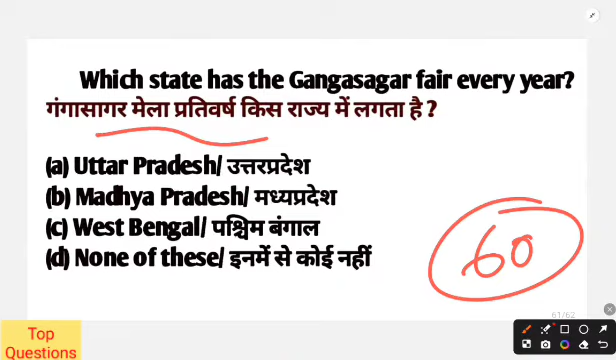 Which state has the Gangasagar fair every year?
गंगासागर मेला प्रतिवर्ष किस राज्य में लगता है ?
(a) Uttar Pradesh/ उत्तरप्रदेश
(b) Madhya Pradesh/ मध्यप्रदेश
(c) West Bengal/ पश्चिम बंगाल
(d) None of these/ इनमें से कोई नहीं
60
61/62
Top
Questions